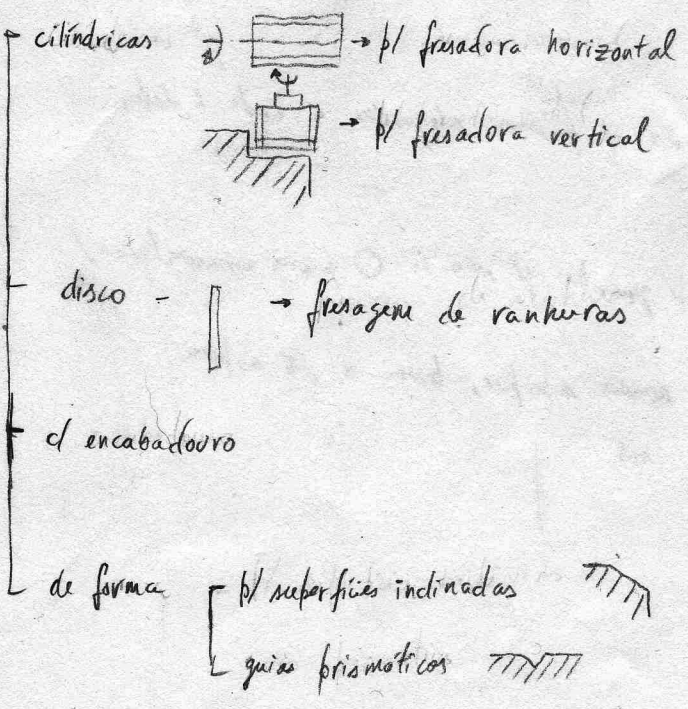 cilíndricas → p/ fresadora horizontal
→ p/ fresadora vertical
disco - → fresagem de ranhuras
c/ encabadouro
de forma p/ superfícies inclinadas
guias prismáticos